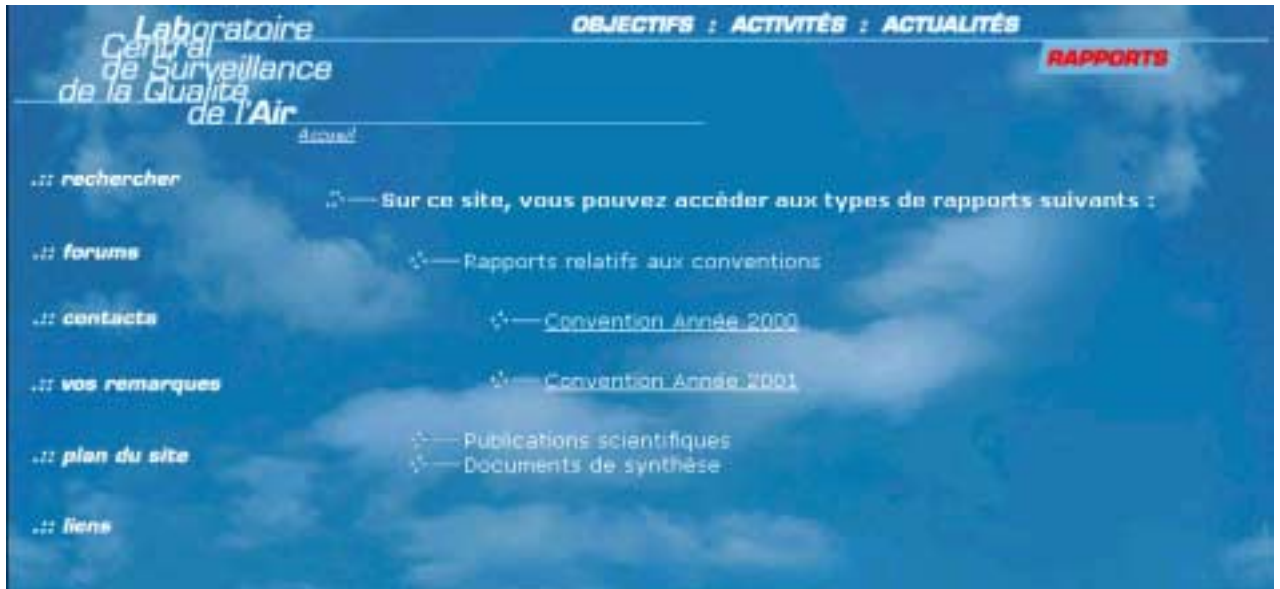 Laboratoire
Central
de Surveillance
de la Qualité
de l'Air
OBJECTIFS : ACTIVITÉS : ACTUALITÉS
RAPPORTS
Accueil
.:: rechercher
.:: forums
.:: contacts
.:: vos remarques
.:: plan du site
.:: liens
Sur ce site, vous pouvez accéder aux types de rapports suivants :
Rapports relatifs aux conventions
Convention Année 2000
Convention Année 2001
Publications scientifiques
Documents de synthèse